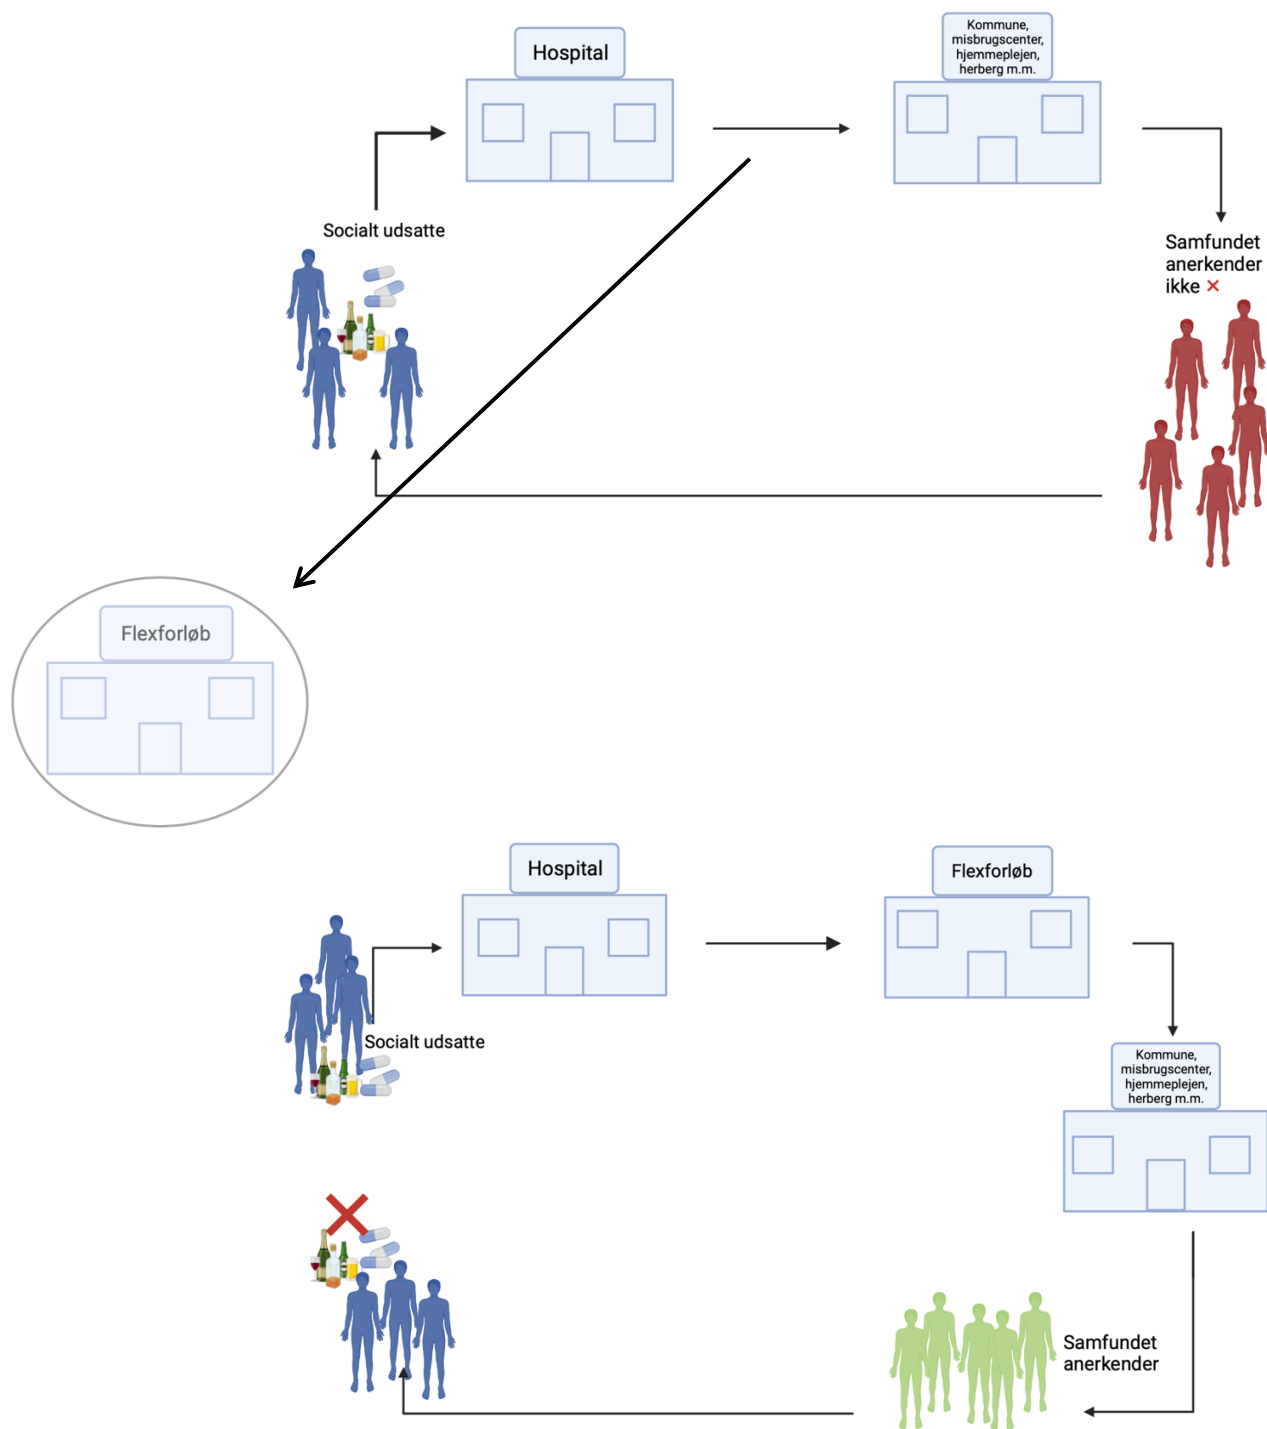 Hospital
Kommune,
misbrugscenter,
hjemmeplejen,
herberg m.m.
Socialt udsatte
Samfundet
anerkender
ikke
Flexforløb
Hospital
Flexforløb
Socialt udsatte
Kommune,
misbrugscenter,
hjemmeplejen,
herberg m.m.
Samfundet
anerkender